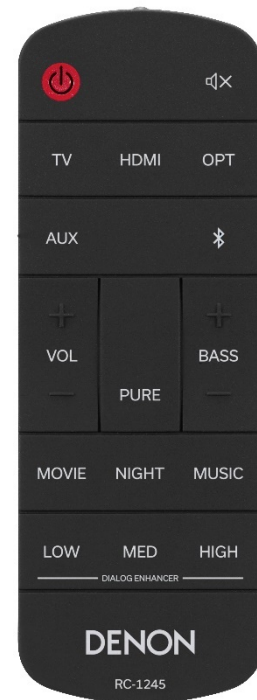 TV HDMI OPT
AUX
VOL BASS
PURE
MOVIE NIGHT MUSIC
LOW MED HIGH
DIALOG ENHANCER
DENON
RC-1245